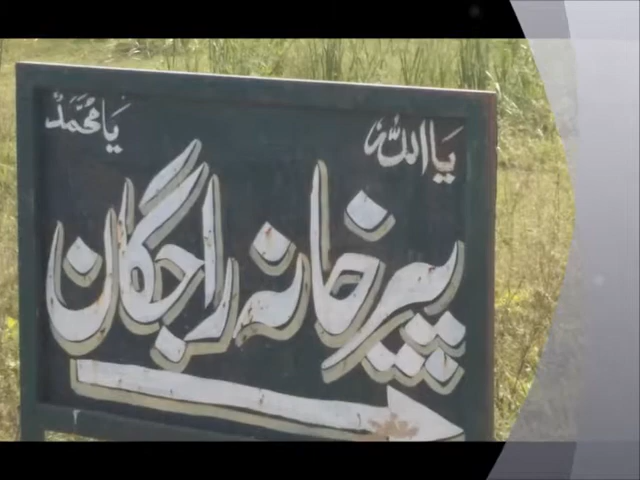 یا اللہ یا محمد
پیر خانہ راجگان